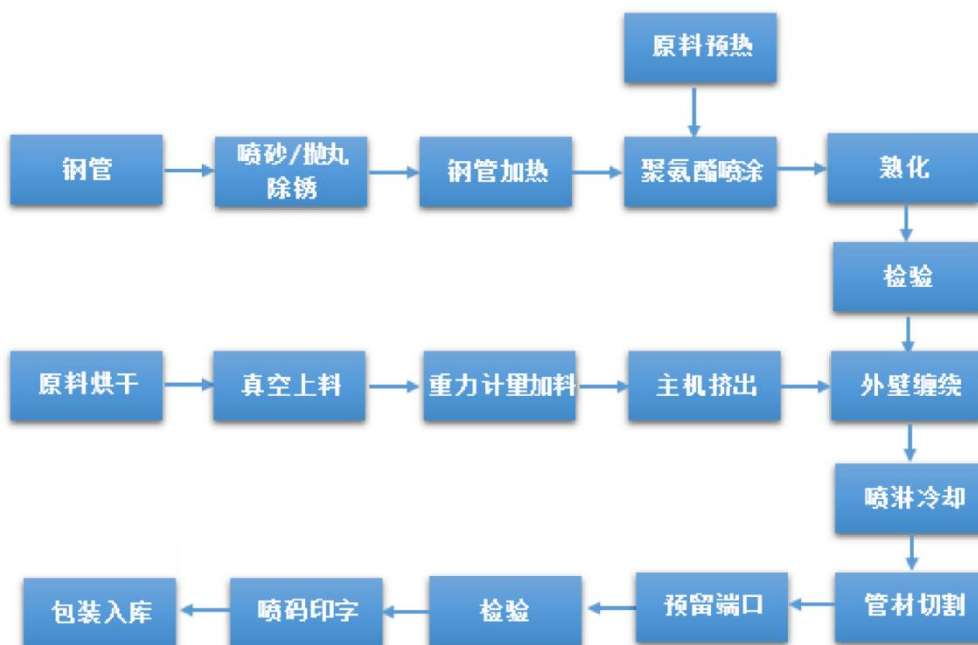 原料预热
钢管
喷砂/抛丸
除锈
钢管加热
聚氨酯喷涂
熟化
检验
原料烘干
真空上料
重力计量加料
主机挤出
外壁缠绕
喷淋冷却
包装入库
喷码印字
检验
预留端口
管材切割